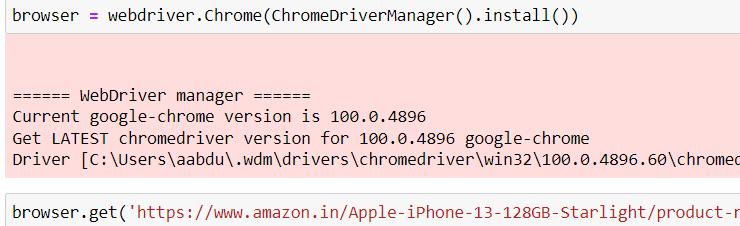 browser = webdriver.Chrome(ChromeDriverManager().install())
====== WebDriver manager ======
Current google-chrome version is 100.0.4896
Get LATEST chromedriver version for 100.0.4896 google-chrome
Driver [C:\Users\aabdu\.wdm\drivers\chromedriver\win32\100.0.4896.60\chromed
browser.get('https://www.amazon.in/Apple-iPhone-13-128GB-Starlight/product-r